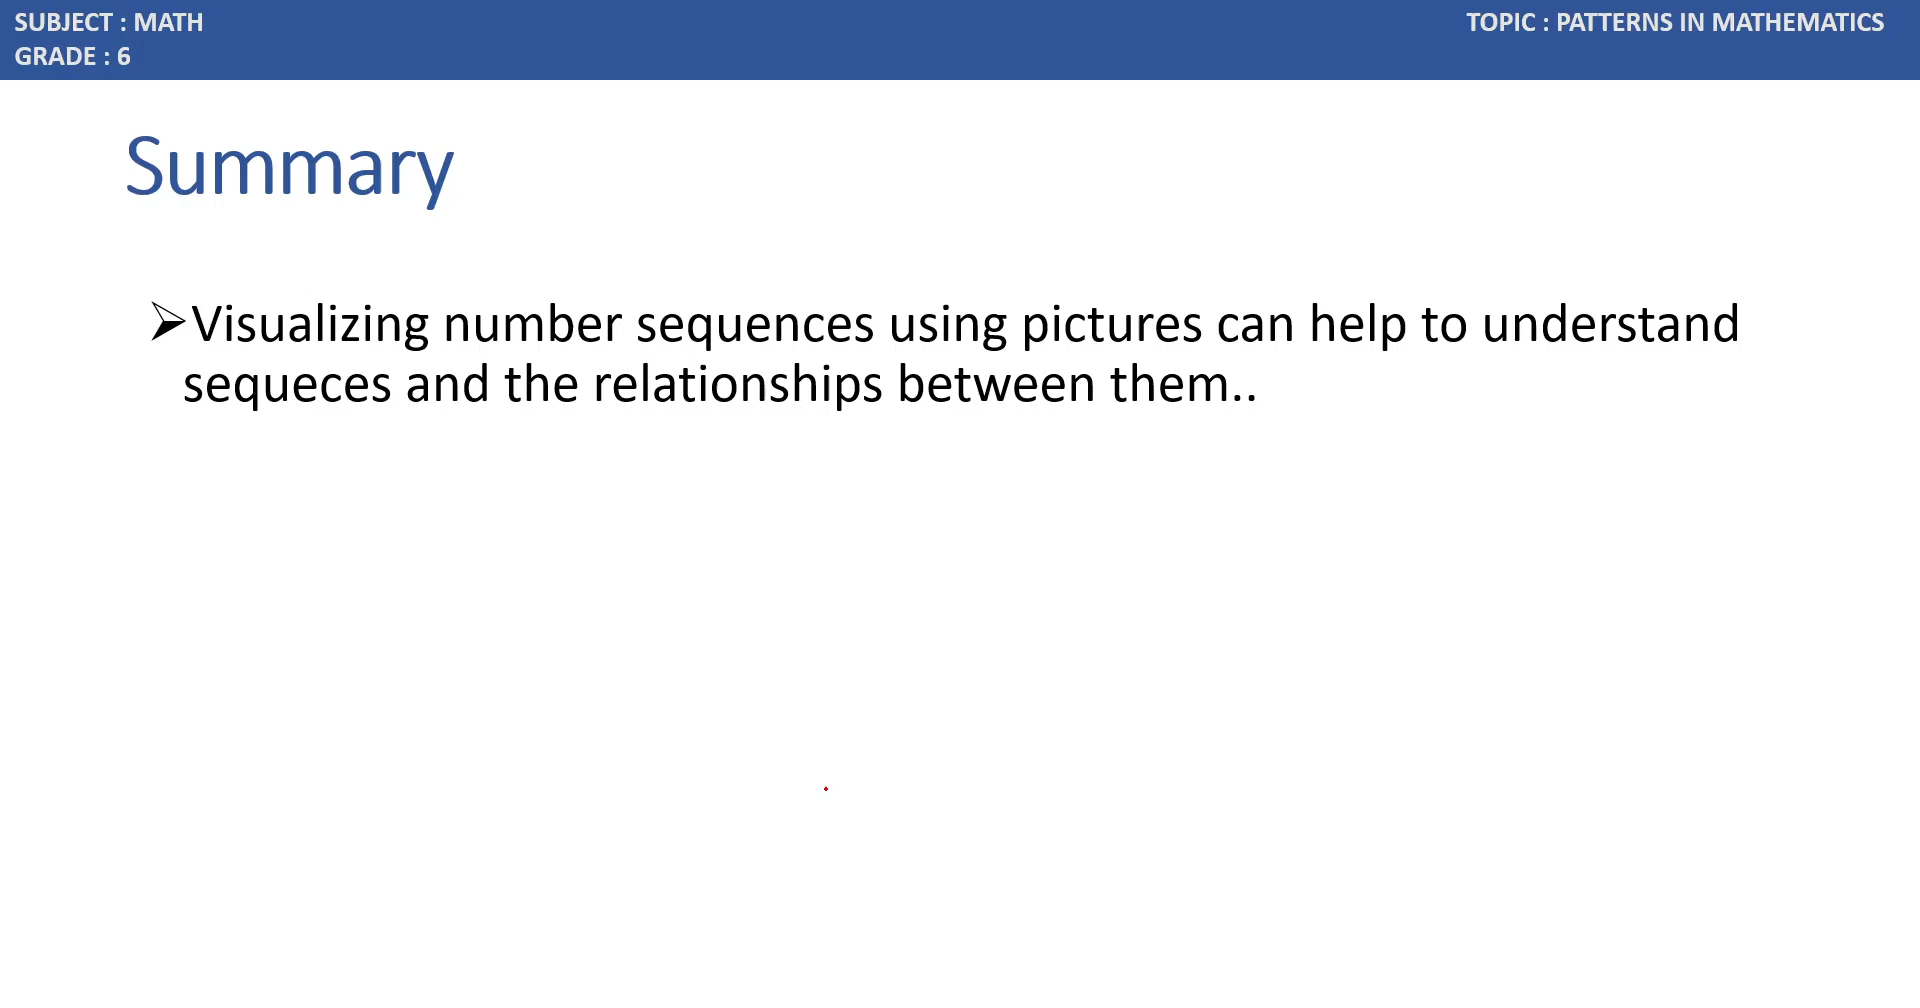 SUBJECT : MATH
TOPIC : PATTERNS IN MATHEMATICS
GRADE : 6
Summary
➢Visualizing number sequences using pictures can help to understand
sequeces and the relationships between them..